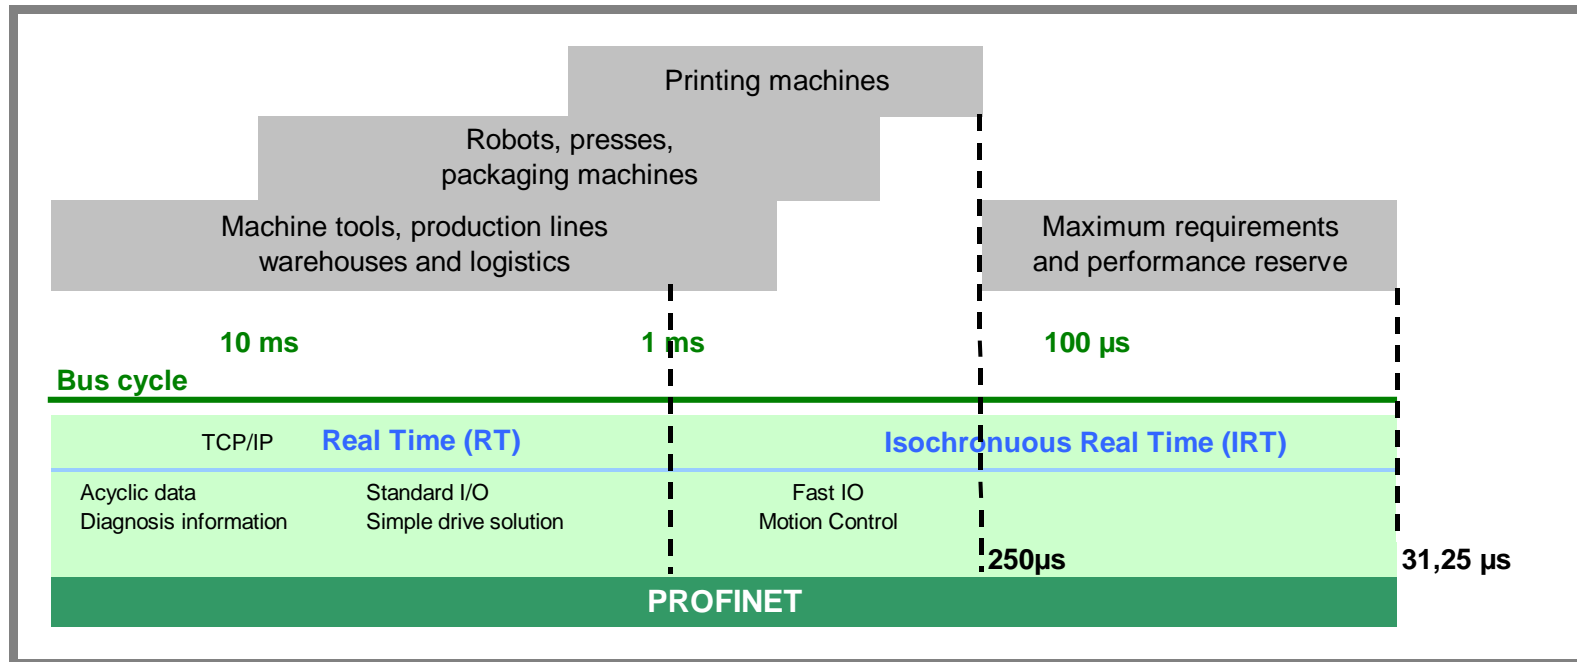 Printing machines
Robots, presses,
packaging machines
Machine tools, production lines
warehouses and logistics
Maximum requirements
and performance reserve
10 ms
1 ms
100 µs
Bus cycle
TCP/IP
Real Time (RT)
Isochronuous Real Time (IRT)
Acyclic data
Diagnosis information
Standard I/O
Simple drive solution
Fast IO
Motion Control
250µs
31,25 µs
PROFINET